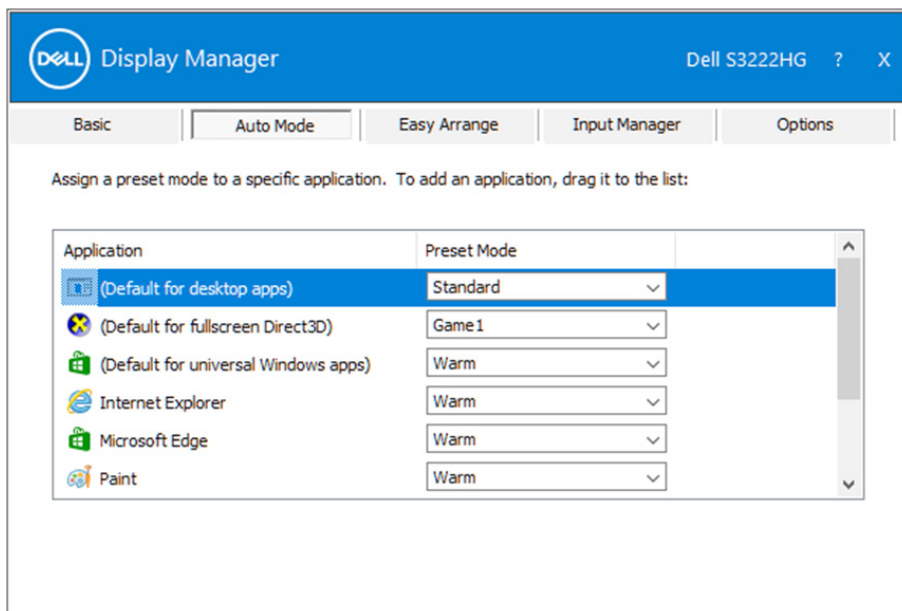 DELL Display Manager Dell S3222HG ? X
Basic Auto Mode Easy Arrange Input Manager Options
Assign a preset mode to a specific application. To add an application, drag it to the list:
Application Preset Mode
(Default for desktop apps) Standard
(Default for fullscreen Direct3D) Game1
(Default for universal Windows apps) Warm
Internet Explorer Warm
Microsoft Edge Warm
Paint Warm